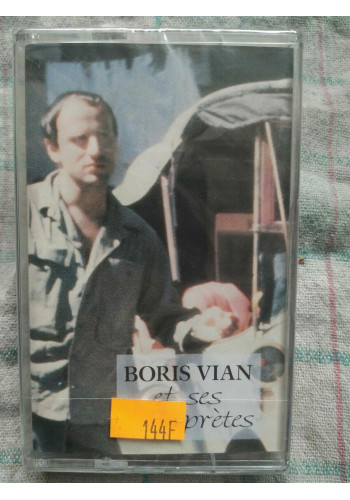 BORIS VIAN
et ses
prètes
144F